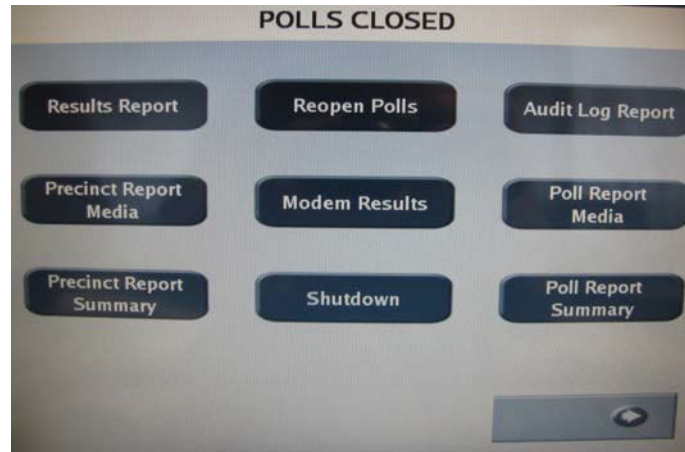 POLLS CLOSED
Results Report
Reopen Polls
Audit Log Report
Precinct Report
Media
Modem Results
Poll Report
Media
Precinct Report
Summary
Shutdown
Poll Report
Summary